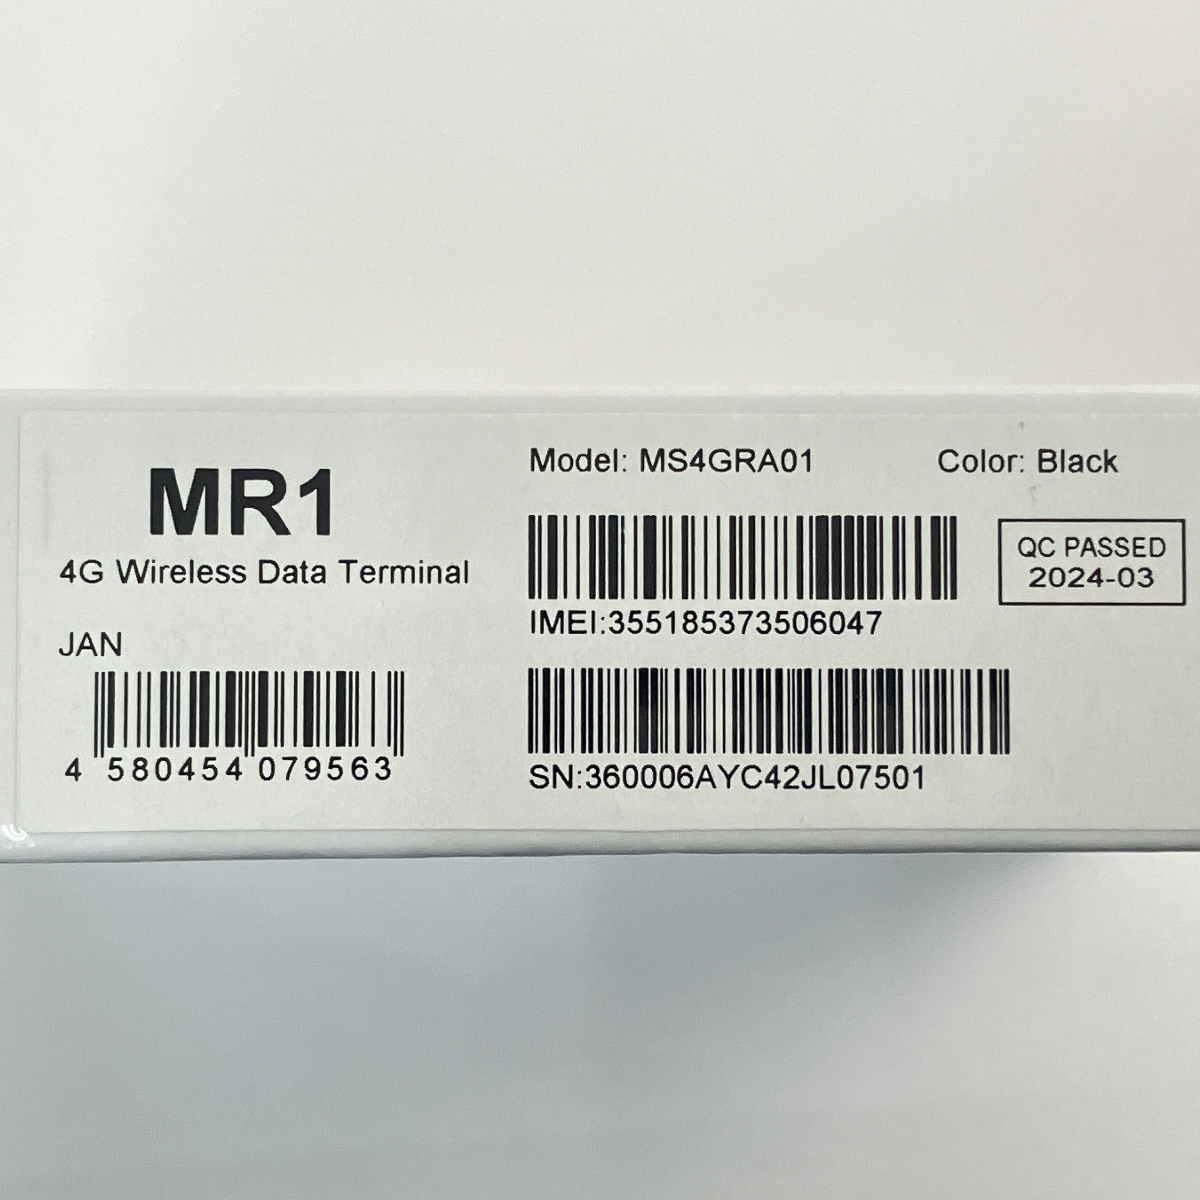 MR1
4G Wireless Data Terminal
JAN
4 580454 079563
Model: MS4GRA01
Color: Black
IMEI:355185373506047
QC PASSED
2024-03
SN:360006AYC42JL07501